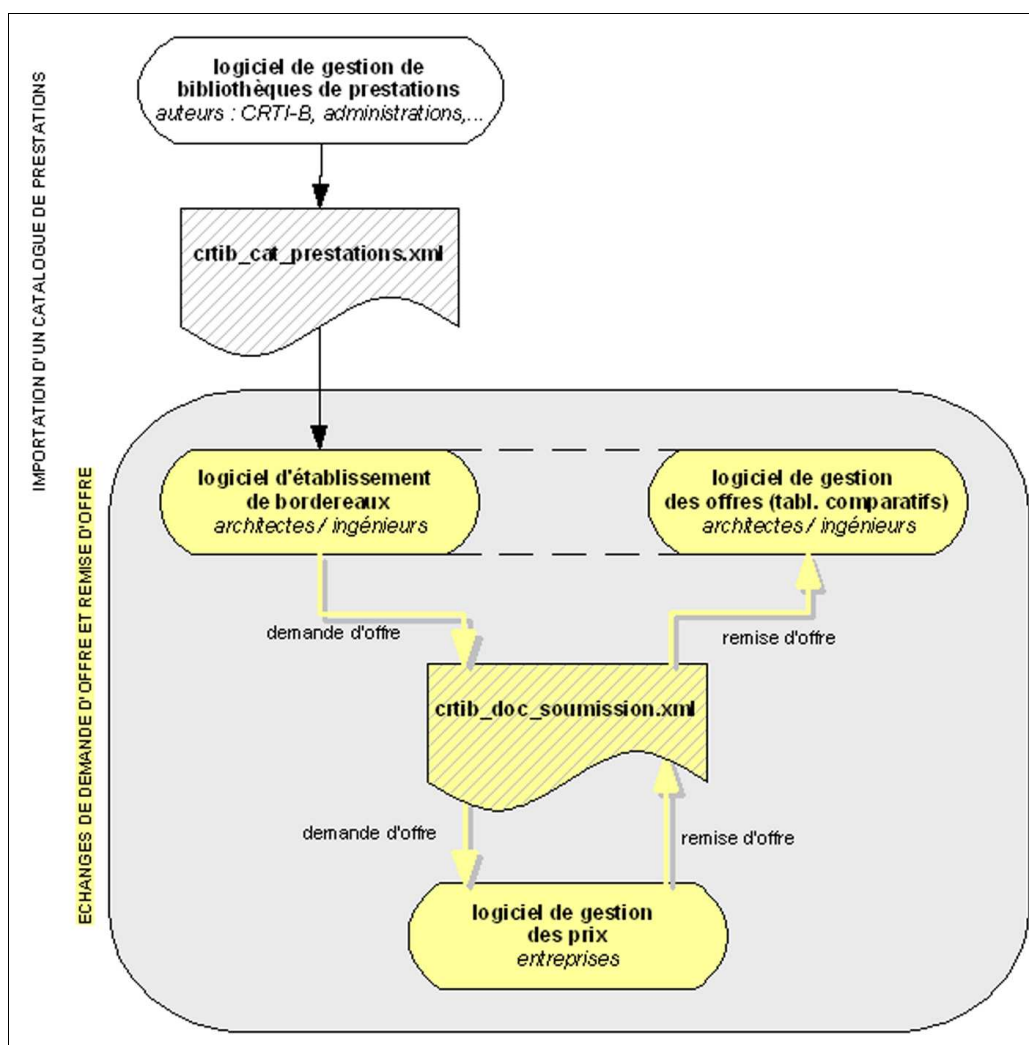 IMPORTATION D'UN CATALOGUE DE PRESTATIONS
logiciel de gestion de
bibliothèques de prestations
auteurs : CRTI-B, administrations,...
crtib_cat_prestations.xml
ECHANGES DE DEMANDE D'OFFRE ET REMISE D'OFFRE
logiciel d'établissement
de bordereaux
architectes / ingénieurs
logiciel de gestion
des offres (tabl. comparatifs)
architectes / ingénieurs
demande d'offre
remise d'offre
crtib_doc_soumission.xml
demande d'offre
remise d'offre
logiciel de gestion
des prix
entreprises